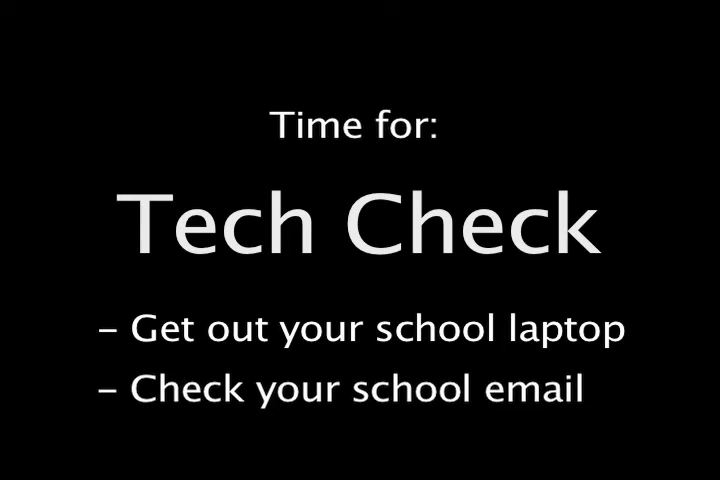 Time for:
Tech Check
– Get out your school laptop
– Check your school email